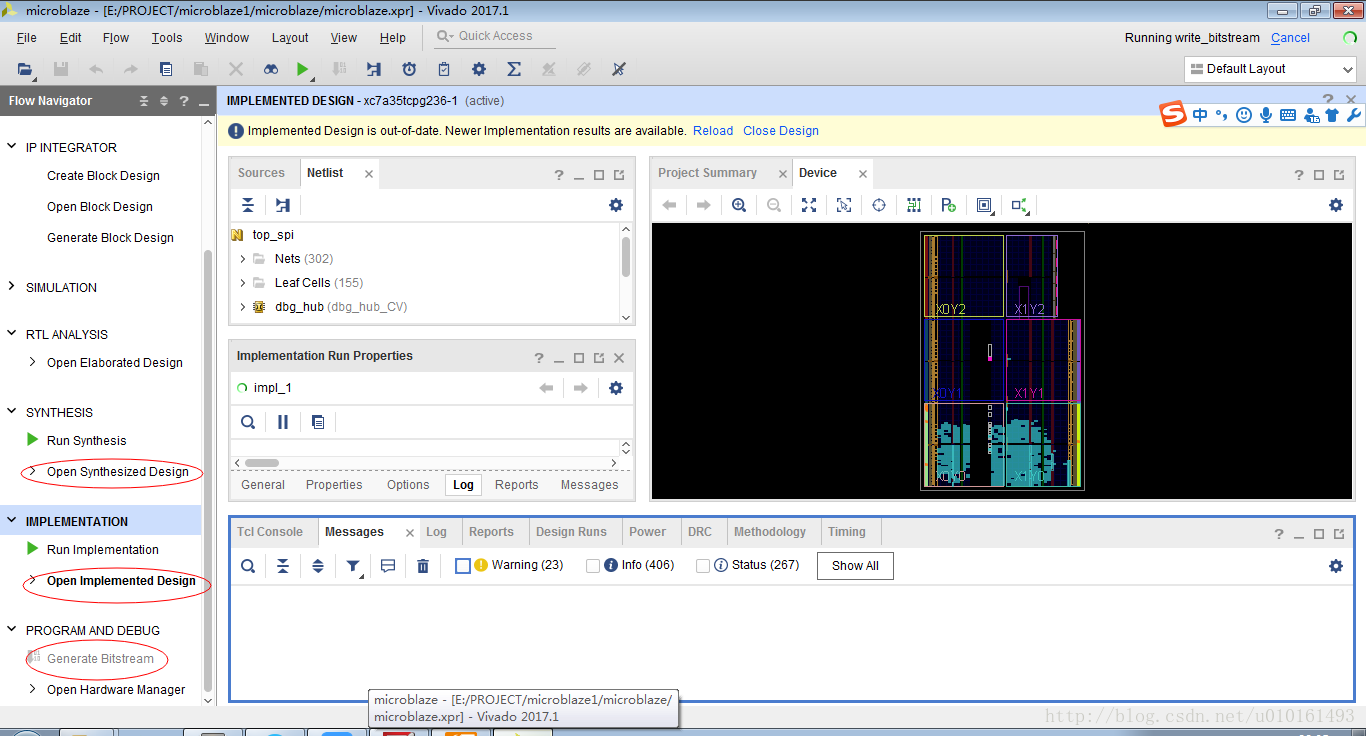 microblaze - [E:/PROJECT/microblaze1/microblaze/microblaze.xpr] - Vivado 2017.1
File Edit Flow Tools Window Layout View Help Quick Access
Running write_bitstream Cancel
Default Layout
Flow Navigator
IMPLEMENTED DESIGN - xc7a35tcpg236-1 (active)
中
16
Implemented Design is out-of-date. Newer Implementation results are available. Reload Close Design
IP INTEGRATOR
Create Block Design
Open Block Design
Generate Block Design
SIMULATION
RTL ANALYSIS
Open Elaborated Design
SYNTHESIS
Run Synthesis
Open Synthesized Design
IMPLEMENTATION
Run Implementation
Open Implemented Design
PROGRAM AND DEBUG
Generate Bitstream
Open Hardware Manager
Sources Netlist
top_spi
Nets (302)
Leaf Cells (155)
dbg_hub (dbg_hub_CV)
Implementation Run Properties
impl_1
General Properties Options Log Reports Messages
Project Summary Device
X0Y2 X1Y2
X0Y1 X1Y1
X0Y0 X1Y0
Tcl Console Messages Log Reports Design Runs Power DRC Methodology Timing
Warning (23) Info (406) Status (267) Show All
microblaze - [E:/PROJECT/microblaze1/microblaze/
microblaze.xpr] - Vivado 2017.1
http://blog.csdn.net/u010161493